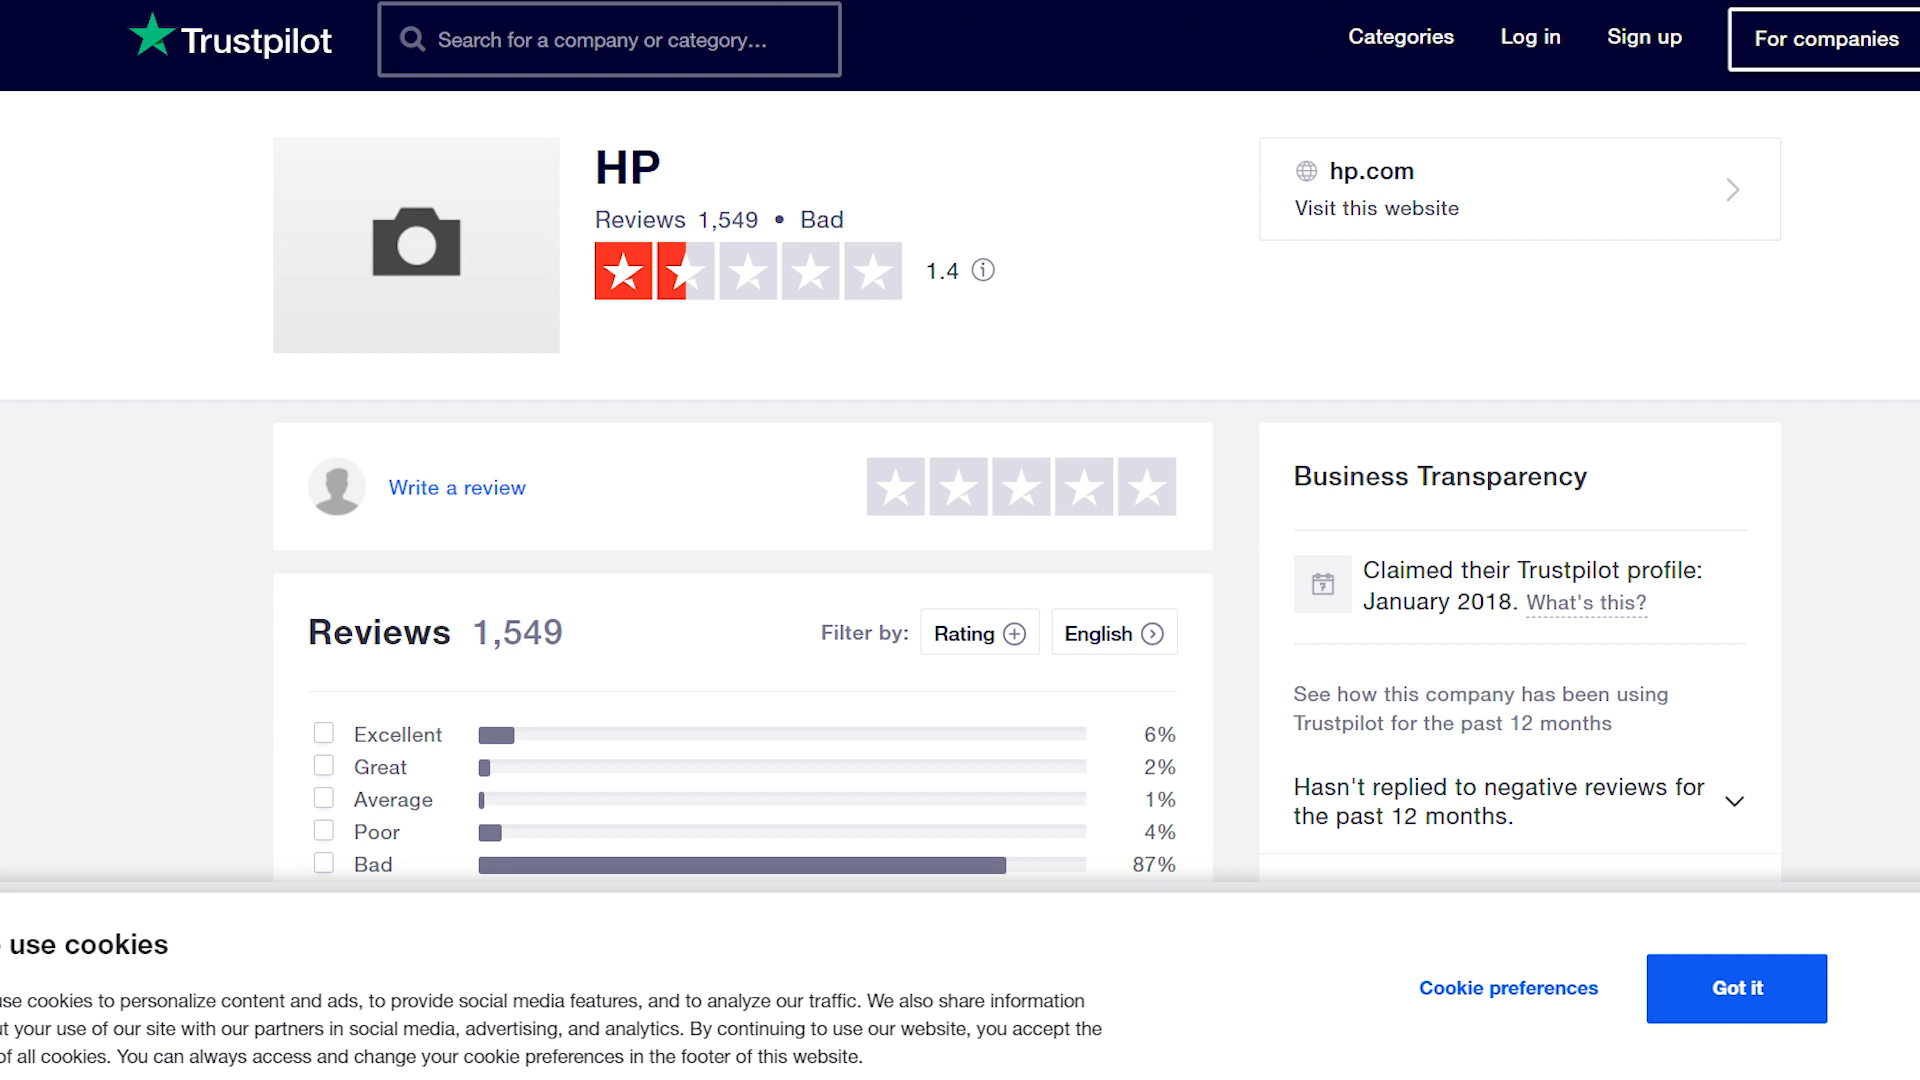 Trustpilot
Search for a company or category...
Categories
Log in
Sign up
For companies
HP
Reviews 1,549 • Bad
1.4
hp.com
Visit this website
Write a review
Business Transparency
Claimed their Trustpilot profile:
January 2018. What's this?
See how this company has been using
Trustpilot for the past 12 months
Hasn't replied to negative reviews for
the past 12 months.
Reviews 1,549
Filter by: Rating English
Excellent 6%
Great 2%
Average 1%
Poor 4%
Bad 87%
use cookies
use cookies to personalize content and ads, to provide social media features, and to analyze our traffic. We also share information
your use of our site with our partners in social media, advertising, and analytics. By continuing to use our website, you accept the
of all cookies. You can always access and change your cookie preferences in the footer of this website.
Cookie preferences
Got it